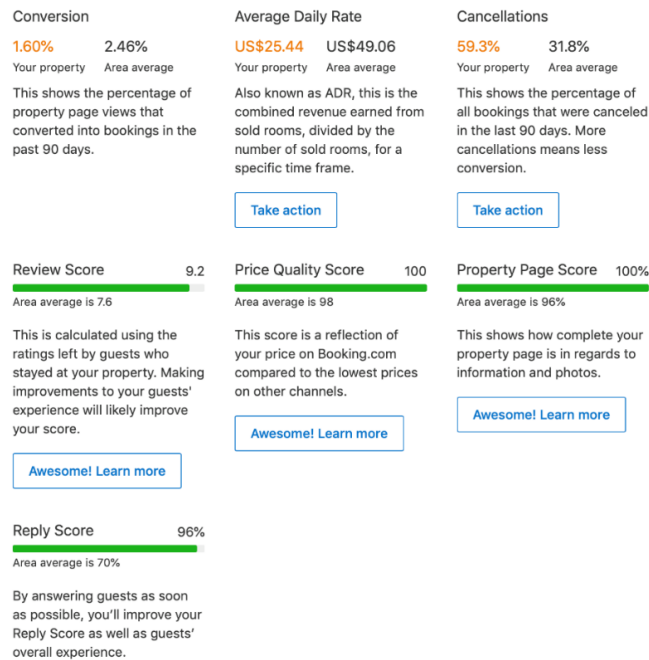 Conversion
1.60% 2.46%
Your property Area average
This shows the percentage of
property page views that
converted into bookings in the
past 90 days.
Average Daily Rate
US$25.44 US$49.06
Your property Area average
Also known as ADR, this is the
combined revenue earned from
sold rooms, divided by the
number of sold rooms, for a
specific time frame.
Take action
Cancellations
59.3% 31.8%
Your property Area average
This shows the percentage of
all bookings that were canceled
in the last 90 days. More
cancellations means less
conversion.
Take action
Review Score 9.2
Area average is 7.6
This is calculated using the
ratings left by guests who
stayed at your property. Making
improvements to your guests'
experience will likely improve
your score.
Awesome! Learn more
Price Quality Score 100
Area average is 98
This score is a reflection of
your price on Booking.com
compared to the lowest prices
on other channels.
Awesome! Learn more
Property Page Score 100%
Area average is 96%
This shows how complete your
property page is in regards to
information and photos.
Awesome! Learn more
Reply Score 96%
Area average is 70%
By answering guests as soon
as possible, you’ll improve your
Reply Score as well as guests’
overall experience.